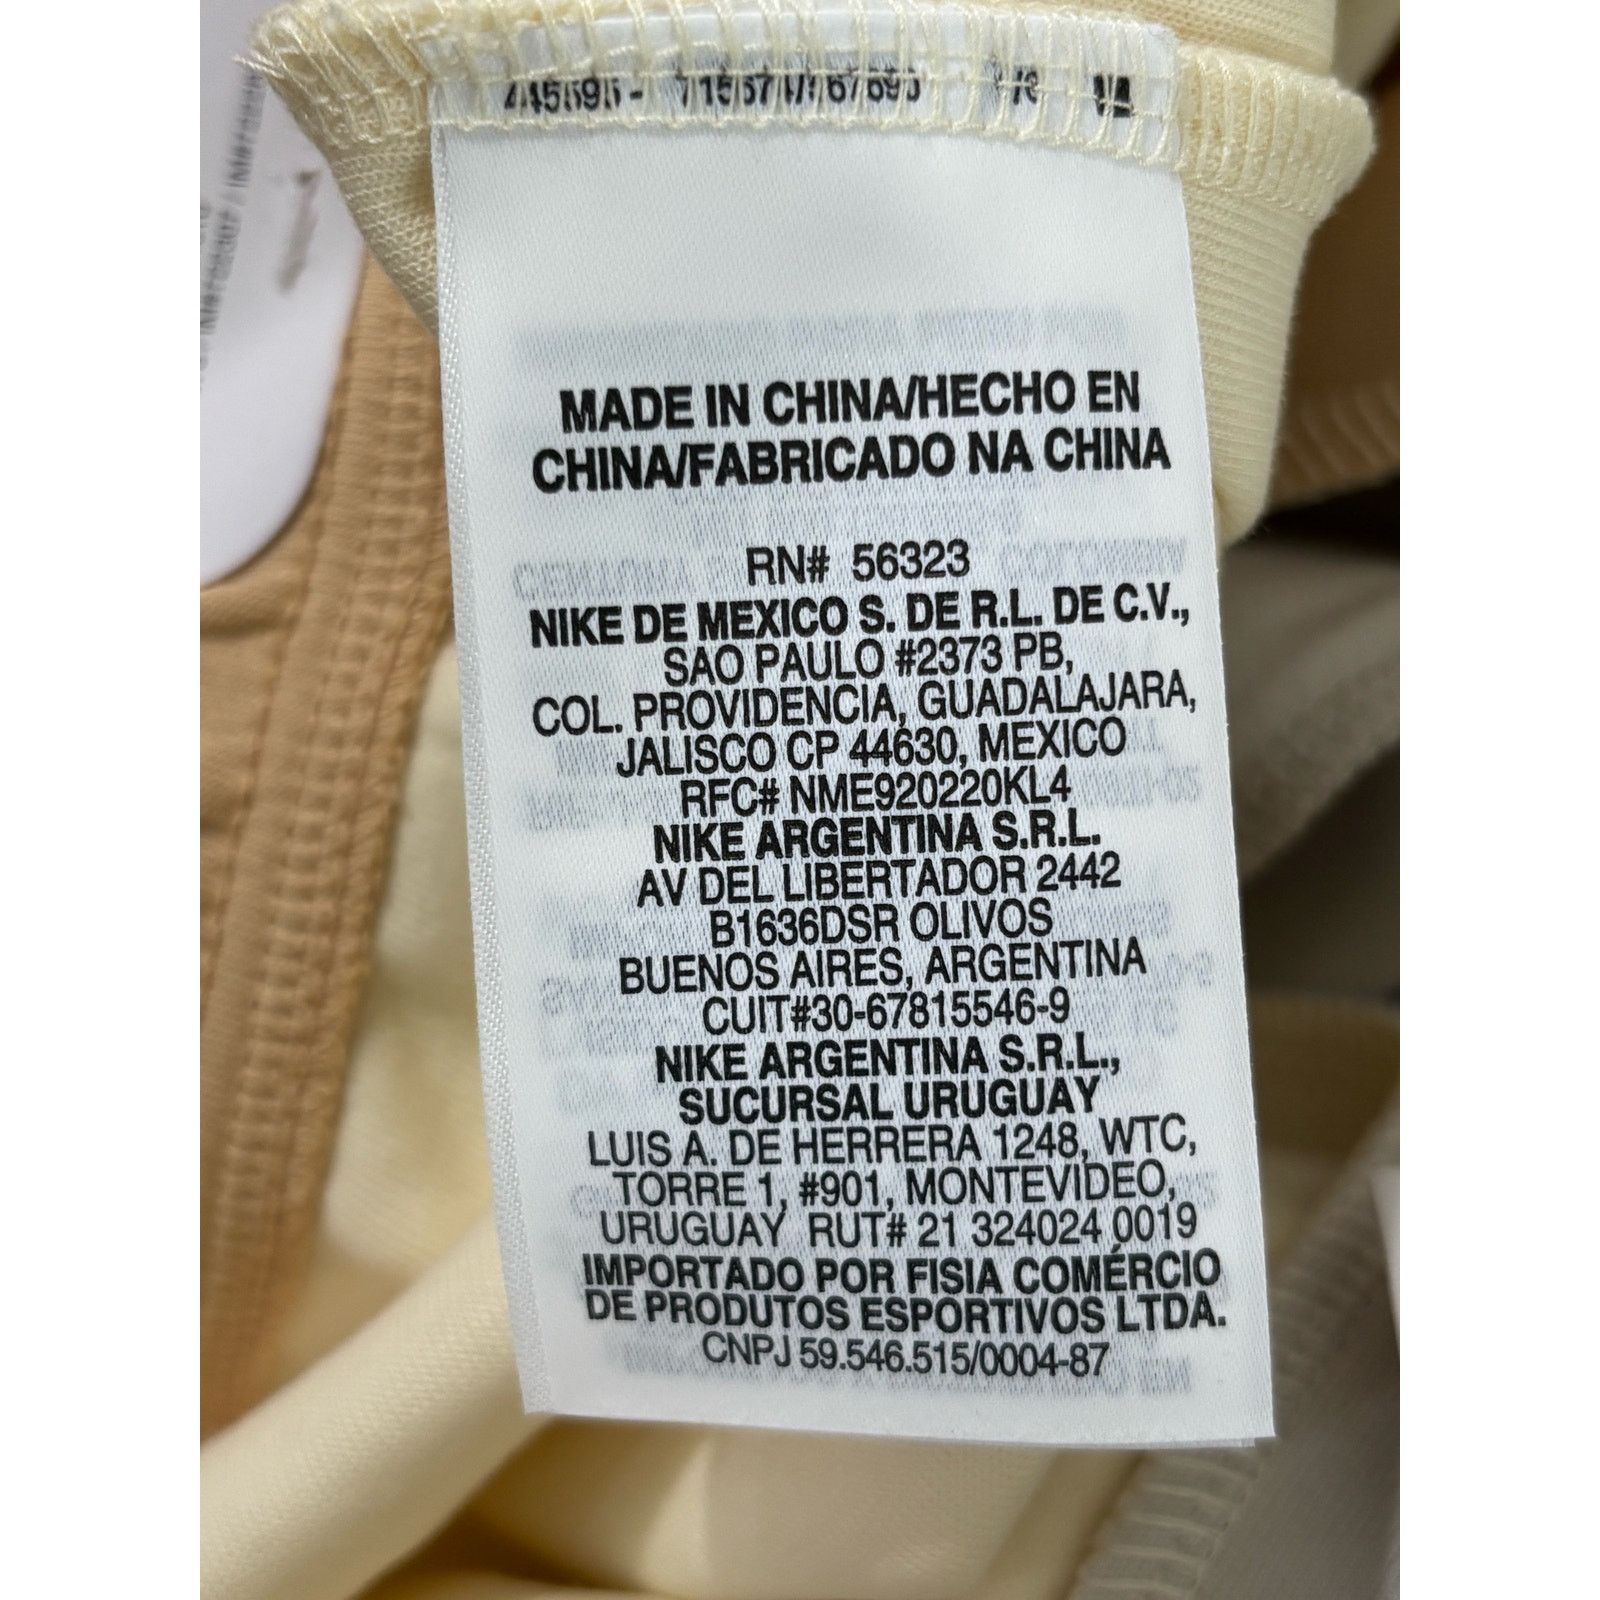 MADE IN CHINA/HECHO EN
CHINA/FABRICADO NA CHINA
RN# 56323
NIKE DE MEXICO S. DE R.L. DE C.V.,
SAO PAULO #2373 PB,
COL. PROVIDENCIA, GUADALAJARA,
JALISCO CP 44630, MEXICO
RFC# NME920220KL4
NIKE ARGENTINA S.R.L.
AV DEL LIBERTADOR 2442
B1636DSR OLIVOS
BUENOS AIRES, ARGENTINA
CUIT#30-67815546-9
NIKE ARGENTINA S.R.L.,
SUCURSAL URUGUAY
LUIS A. DE HERRERA 1248, WTC,
TORRE 1, #901, MONTEVIDEO,
URUGUAY RUT# 21 324024 0019
IMPORTADO POR FISIA COMÉRCIO
DE PRODUTOS ESPORTIVOS LTDA.
CNPJ 59.546.515/0004-87